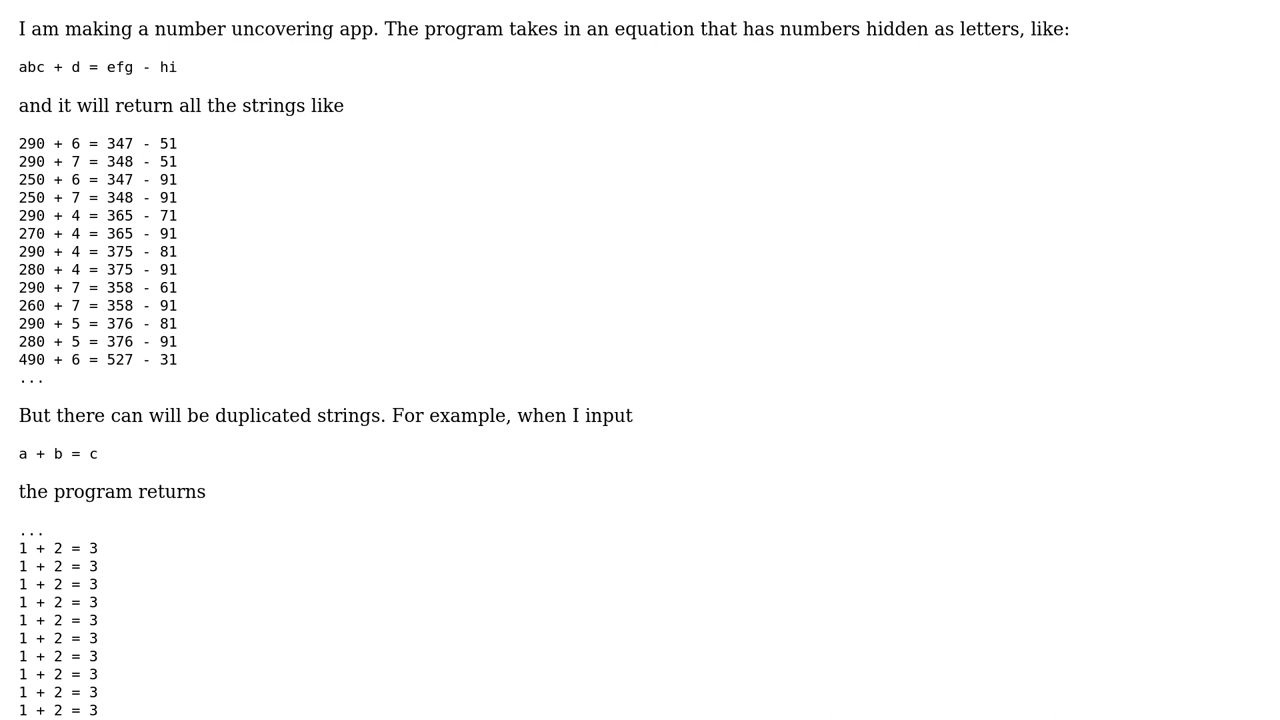 I am making a number uncovering app. The program takes in an equation that has numbers hidden as letters, like:
abc + d = efg - hi
and it will return all the strings like
290 + 6 = 347 - 51
290 + 7 = 348 - 51
250 + 6 = 347 - 91
250 + 7 = 348 - 91
290 + 4 = 365 - 71
270 + 4 = 365 - 91
290 + 4 = 375 - 81
280 + 4 = 375 - 91
290 + 7 = 358 - 61
260 + 7 = 358 - 91
290 + 5 = 376 - 81
280 + 5 = 376 - 91
490 + 6 = 527 - 31
...
But there can will be duplicated strings. For example, when I input
a + b = c
the program returns
...
1 + 2 = 3
1 + 2 = 3
1 + 2 = 3
1 + 2 = 3
1 + 2 = 3
1 + 2 = 3
1 + 2 = 3
1 + 2 = 3
1 + 2 = 3
1 + 2 = 3